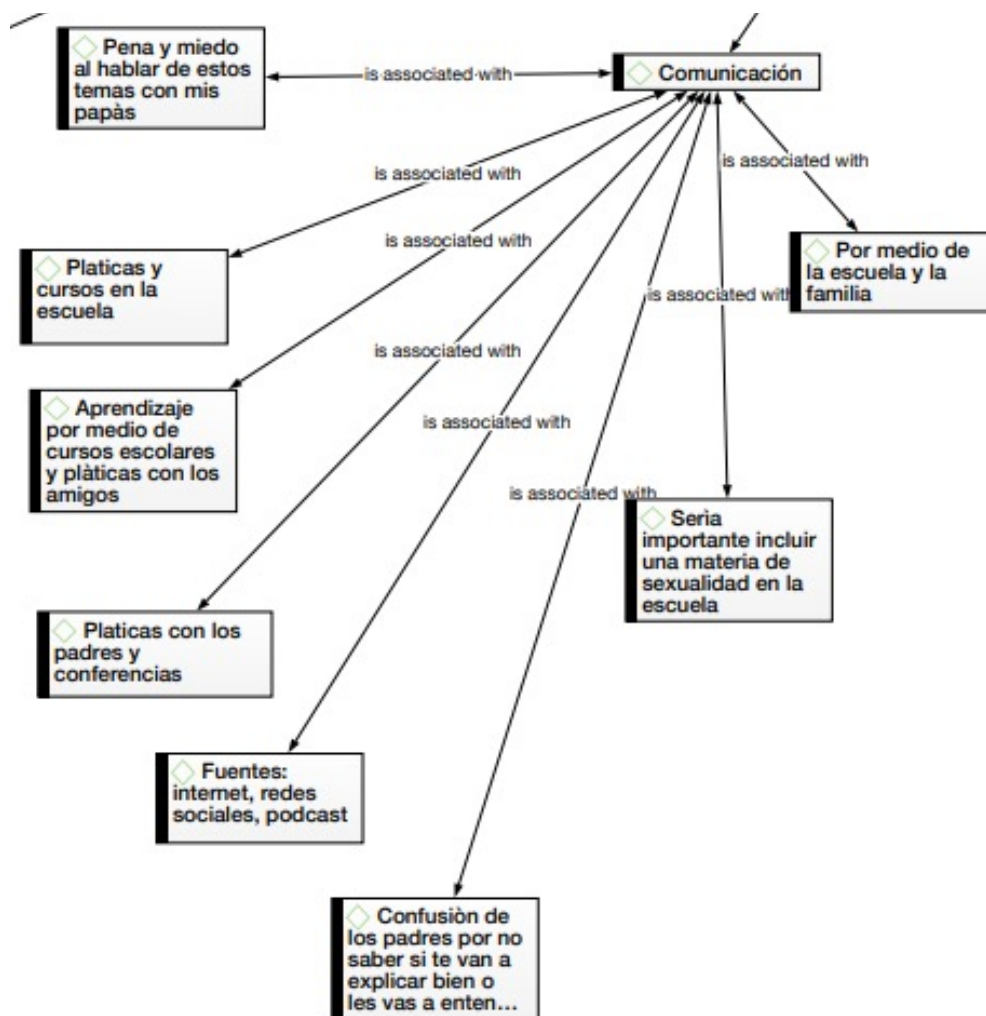 Pena y miedo
al hablar de estos
temas con mis
papàs
is associated with
Comunicación
is associated with
is associated with
Platicas y
cursos en la
escuela
is associated with
Por medio de
la escuela y la
familia
is associated with
is associated with
Aprendizaje
por medio de
cursos escolares
y plàticas con los
amigos
is associated with
is associated with
Serìa
importante incluir
una materia de
sexualidad en la
escuela
Platicas con los
padres y
conferencias
Fuentes:
internet, redes
sociales, podcast
Confusiòn de
los padres por no
saber si te van a
explicar bien o
les vas a enten...